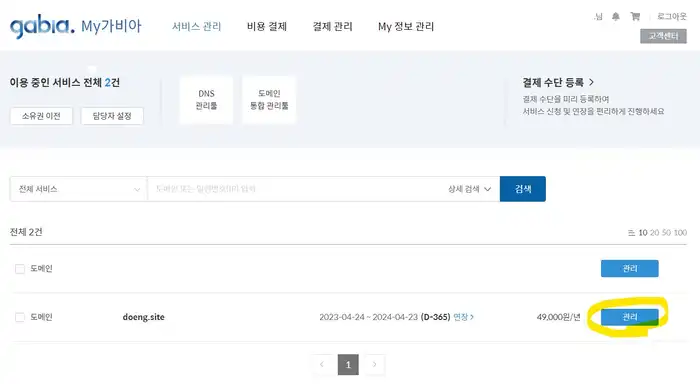 gabia. My가비아 서비스 관리 비용 결제 결제 관리 My 정보 관리 님 로그아웃
고객센터
이용 중인 서비스 전체 2건
소유권 이전 담당자 설정
DNS
관리툴
도메인
통합 관리툴
결제 수단 등록 >
결제 수단을 미리 등록하여
서비스 신청 및 연장을 편리하게 진행하세요
전체 서비스 도메인 또는 상세 검색 검색
전체 2건 10 20 50 100
도메인 관리
도메인 doeng.site 2023-04-24 ~ 2024-04-23 (D-365) 연장 > 49,000원/년 관리
< 1 >